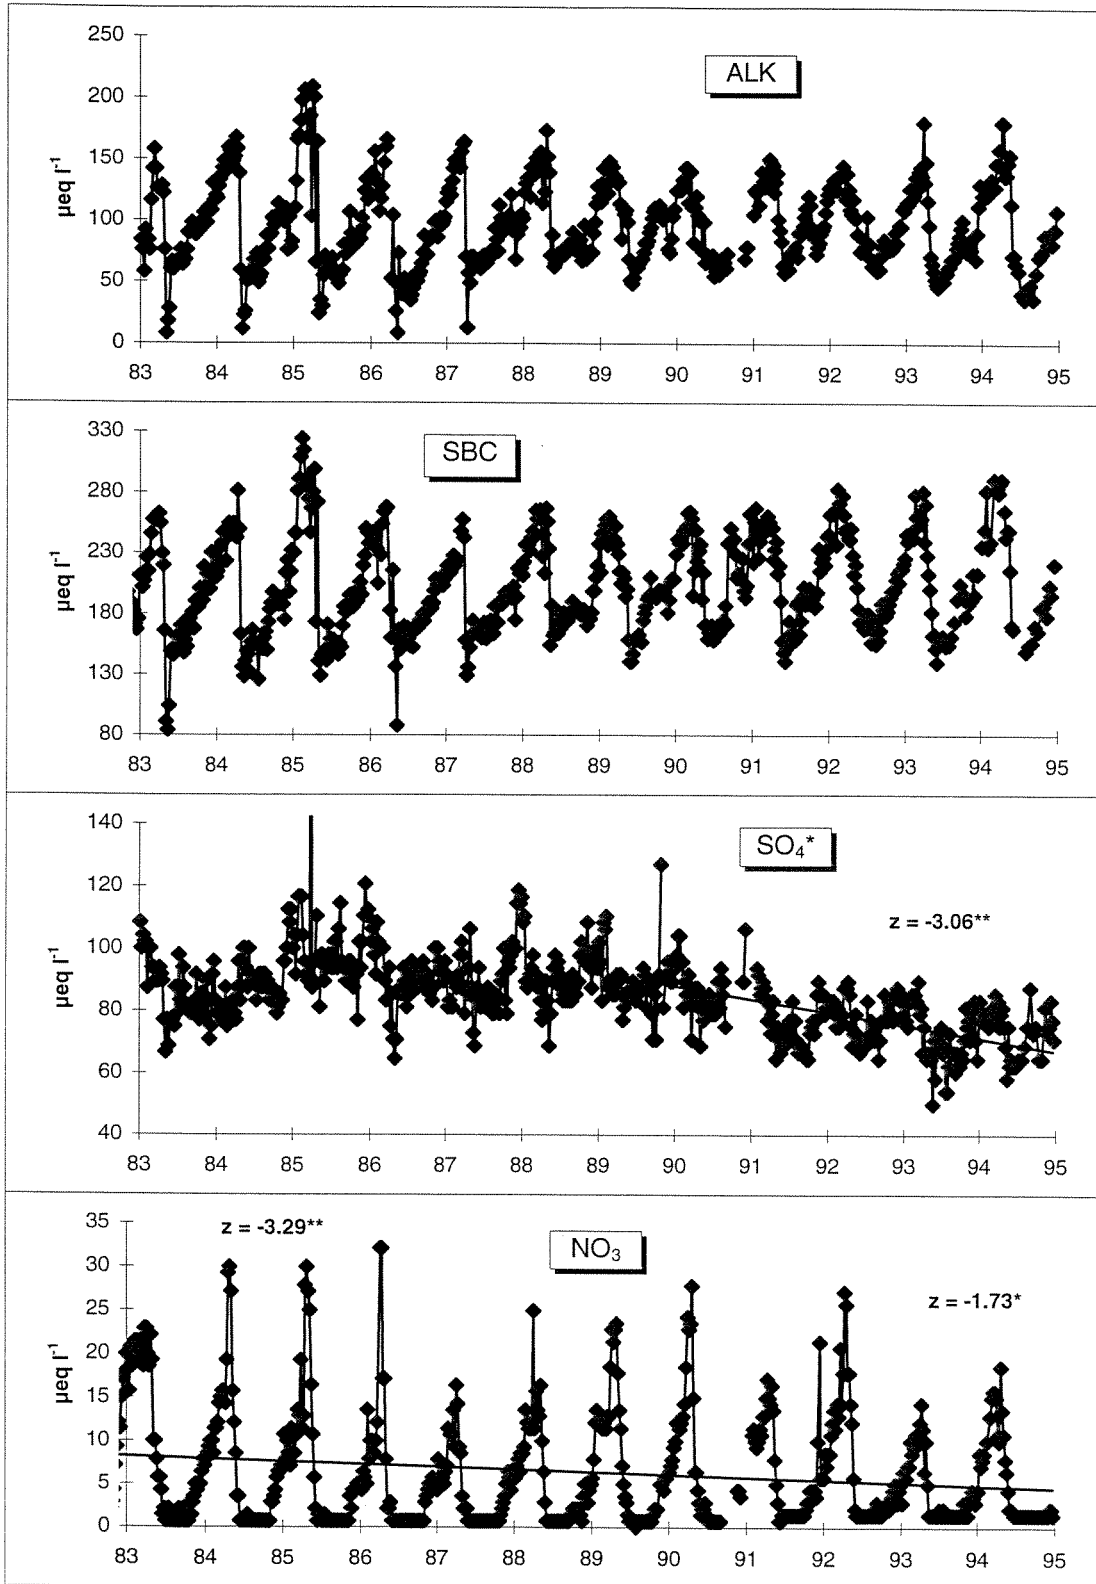 250
ALK
200
150
µeq l-1
100
50
0
83 84 85 86 87 88 89 90 91 92 93 94 95
330
SBC
280
230
µeq l-1
180
130
80
83 84 85 86 87 88 89 90 91 92 93 94 95
140
SO4*
120
z = -3.06**
100
µeq l-1
80
60
40
83 84 85 86 87 88 89 90 91 92 93 94 95
35
z = -3.29**
NO3
30
z = -1.73*
25
20
µeq l-1
15
10
5
0
83 84 85 86 87 88 89 90 91 92 93 94 95